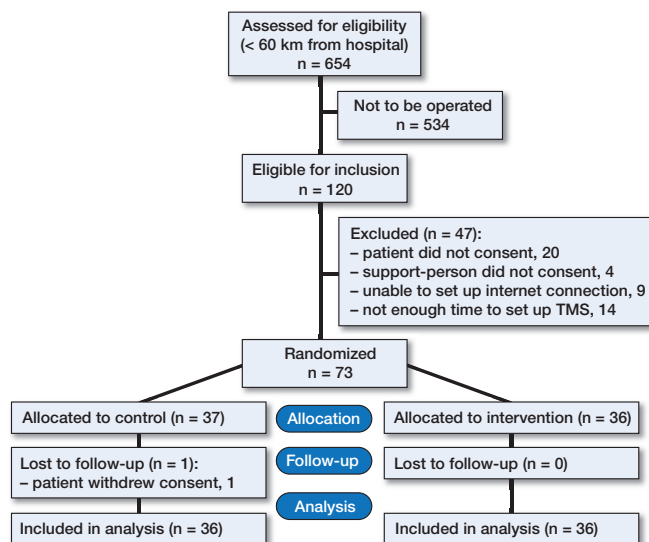 Assessed for eligibility
(< 60 km from hospital)
n = 654
Not to be operated
n = 534
Eligible for inclusion
n = 120
Excluded (n = 47):
– patient did not consent, 20
– support-person did not consent, 4
– unable to set up internet connection, 9
– not enough time to set up TMS, 14
Randomized
n = 73
Allocated to control (n = 37)
Allocation
Allocated to intervention (n = 36)
Lost to follow-up (n = 1):
– patient withdrew consent, 1
Follow-up
Lost to follow-up (n = 0)
Analysis
Included in analysis (n = 36)
Included in analysis (n = 36)